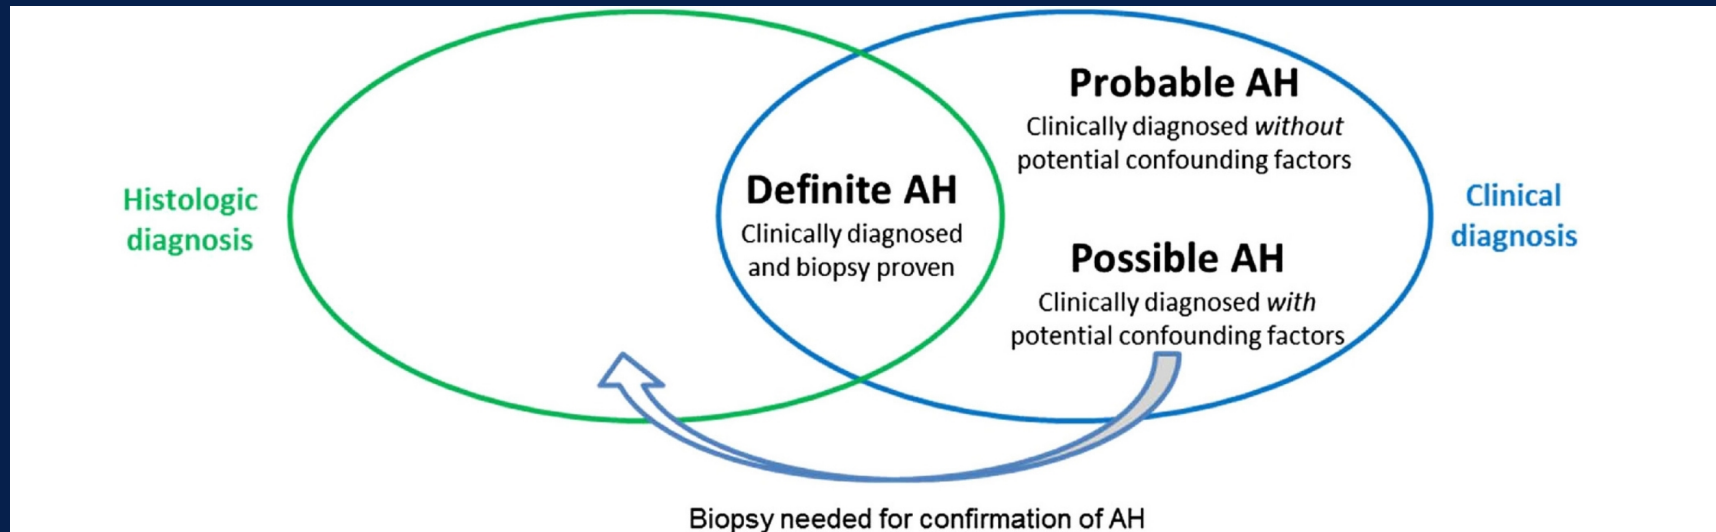 Histologic
diagnosis
Definite AH
Clinically diagnosed
and biopsy proven
Probable AH
Clinically diagnosed without
potential confounding factors
Possible AH
Clinically diagnosed with
potential confounding factors
Clinical
diagnosis
Biopsy needed for confirmation of AH